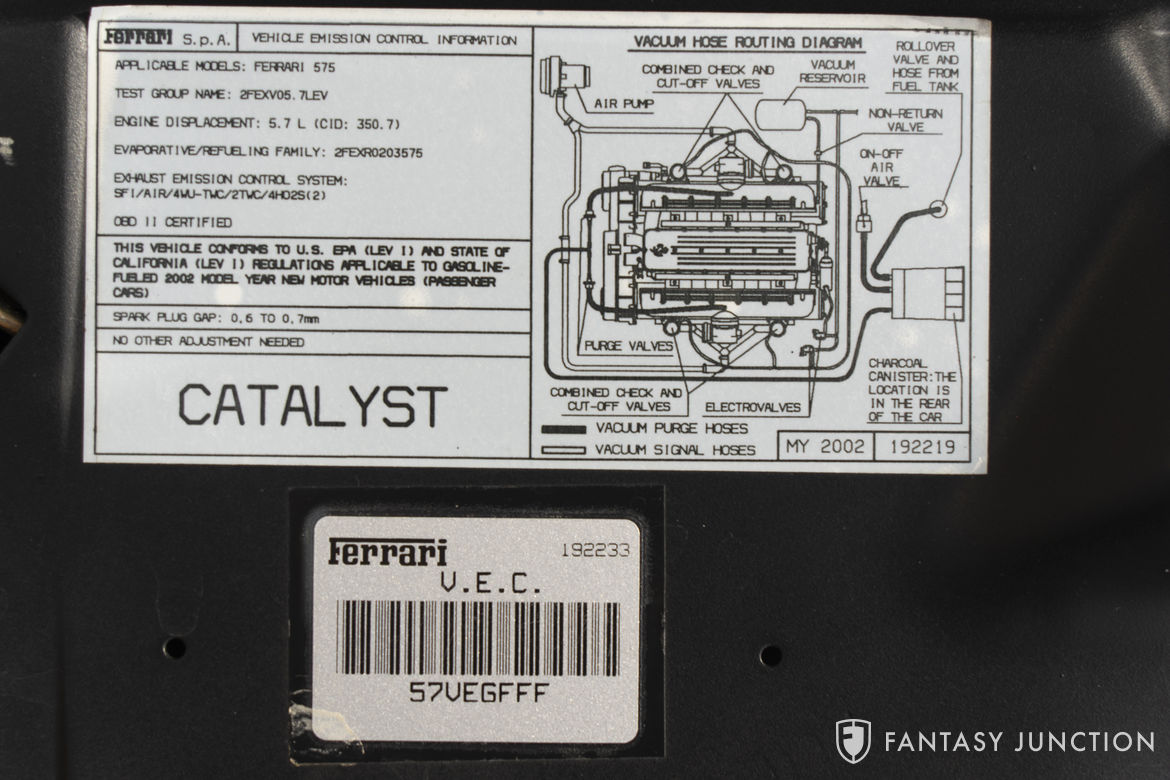 Ferrari S.p.A.
VEHICLE EMISSION CONTROL INFORMATION
APPLICABLE MODELS: FERRARI 575
TEST GROUP NAME: 2FEXV05.7LEV
ENGINE DISPLACEMENT: 5.7 L (CID: 350.7)
EVAPORATIVE/REFUELING FAMILY: 2FEXR0203575
EXHAUST EMISSION CONTROL SYSTEM:
SFI/AIR/4WU-TWC/2TWC/4HO2S(2)
OBD II CERTIFIED
THIS VEHICLE CONFORMS TO U.S. EPA (LEV I) AND STATE OF
CALIFORNIA (LEV I) REGULATIONS APPLICABLE TO GASOLINE-
FUELED 2002 MODEL YEAR NEW MOTOR VEHICLES (PASSENGER
CARS)
SPARK PLUG GAP: 0,6 TO 0,7mm
NO OTHER ADJUSTMENT NEEDED
CATALYST
VACUUM HOSE ROUTING DIAGRAM
COMBINED CHECK AND
CUT-OFF VALVES
VACUUM
RESERVOIR
ROLLOVER
VALVE AND
HOSE FROM
FUEL TANK
AIR PUMP
NON-RETURN
VALVE
ON-OFF
AIR
VALVE
PURGE VALVES
COMBINED CHECK AND
CUT-OFF VALVES
ELECTROVALVES
CHARCOAL
CANISTER:THE
LOCATION IS
IN THE REAR
OF THE CAR
VACUUM PURGE HOSES
VACUUM SIGNAL HOSES
MY 2002
192219
Ferrari
192233
V.E.C.
57VEGFFF
FANTASY JUNCTION